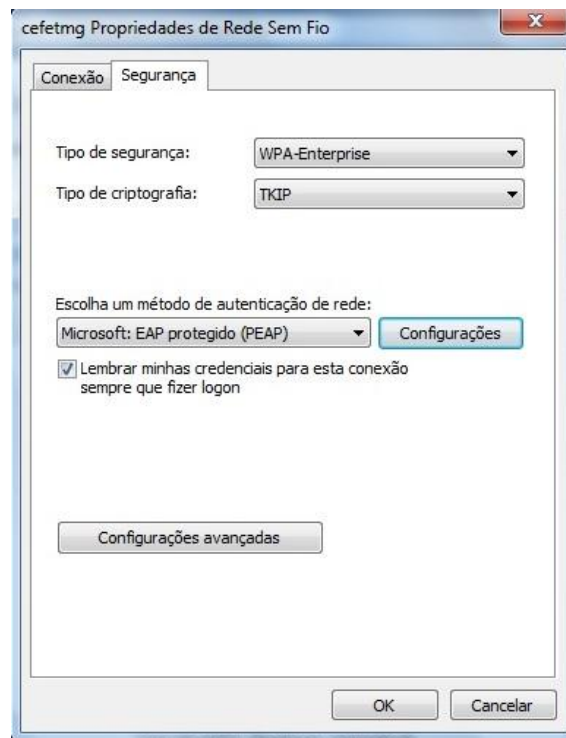 cefetmg Propriedades de Rede Sem Fio
Conexão Segurança
Tipo de segurança: WPA-Enterprise
Tipo de criptografia: TKIP
Escolha um método de autenticação de rede:
Microsoft: EAP protegido (PEAP) Configurações
Lembrar minhas credenciais para esta conexão
sempre que fizer logon
Configurações avançadas
OK Cancelar